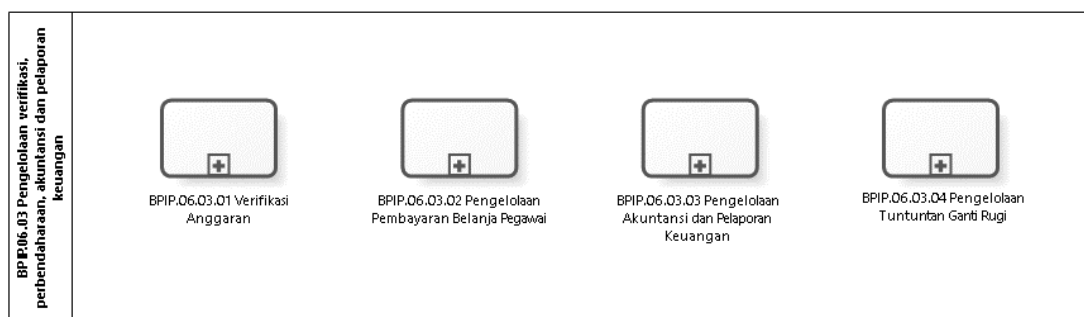 BPIP.06.03 Pengelolaan verifikasi,
perbendaharaan, akuntansi dan pelaporan
keuangan
BPIP.06.03.01 Verifikasi
Anggaran
BPIP.06.03.02 Pengelolaan
Pembayaran Belanja Pegawai
BPIP.06.03.03 Pengelolaan
Akuntansi dan Pelaporan
Keuangan
BPIP.06.03.04 Pengelolaan
Tuntuntan Ganti Rugi